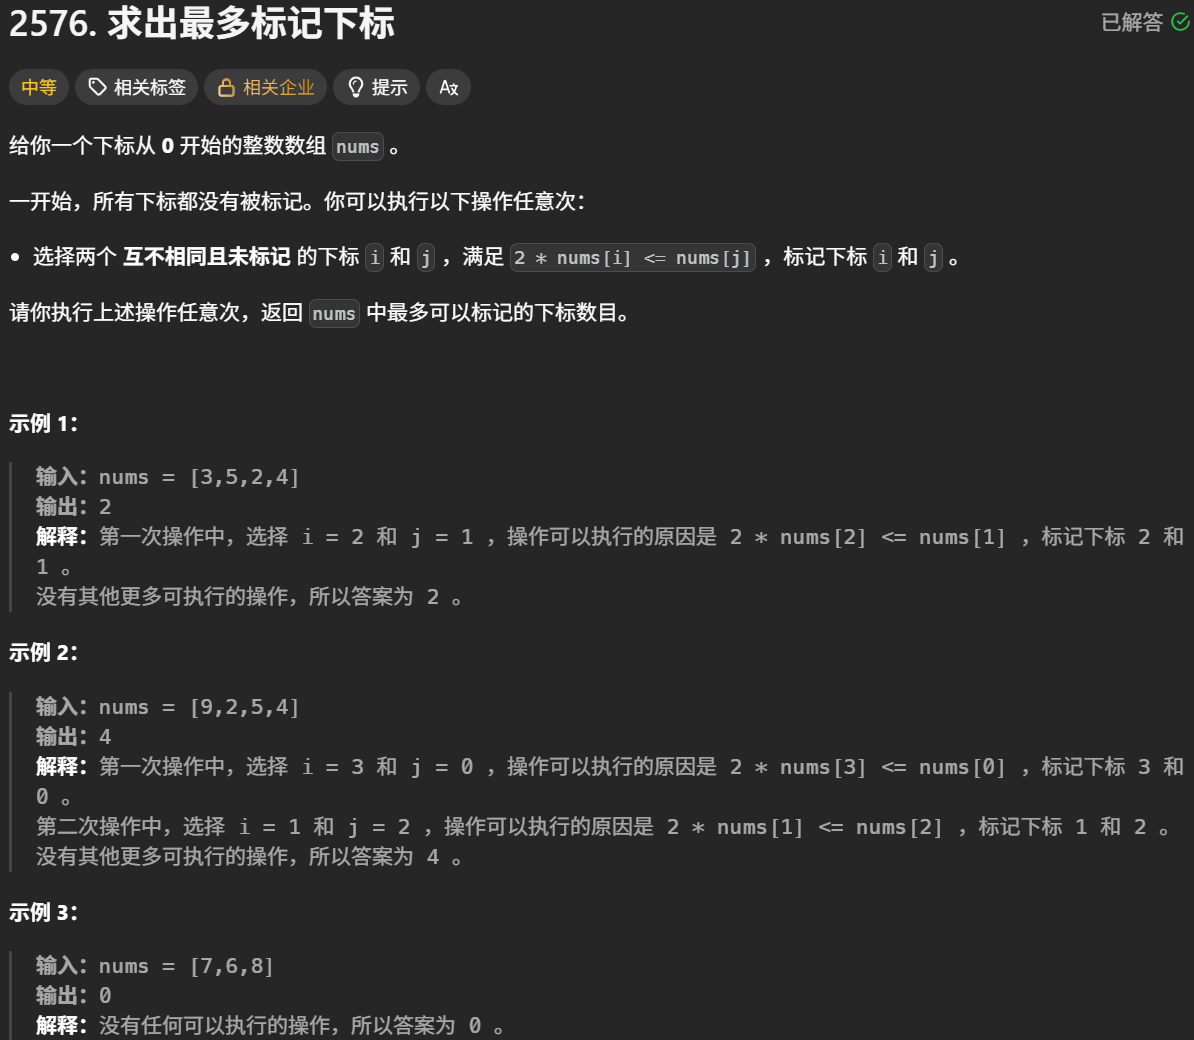 2576. 求出最多标记下标
已解答
中等 相关标签 相关企业 提示 AX
给你一个下标从 0 开始的整数数组 nums 。
一开始，所有下标都没有被标记。你可以执行以下操作任意次：
• 选择两个 互不相同且未标记 的下标 i 和 j ，满足 2 * nums[i] <= nums[j] ，标记下标 i 和 j 。
请你执行上述操作任意次，返回 nums 中最多可以标记的下标数目。
示例 1：
输入：nums = [3,5,2,4]
输出：2
解释：第一次操作中，选择 i = 2 和 j = 1 ，操作可以执行的原因是 2 * nums[2] <= nums[1] ，标记下标 2 和
1 。
没有其他更多可执行的操作，所以答案为 2 。
示例 2：
输入：nums = [9,2,5,4]
输出：4
解释：第一次操作中，选择 i = 3 和 j = 0 ，操作可以执行的原因是 2 * nums[3] <= nums[0] ，标记下标 3 和
0 。
第二次操作中，选择 i = 1 和 j = 2 ，操作可以执行的原因是 2 * nums[1] <= nums[2] ，标记下标 1 和 2 。
没有其他更多可执行的操作，所以答案为 4 。
示例 3：
输入：nums = [7,6,8]
输出：0
解释：没有任何可以执行的操作，所以答案为 0 。